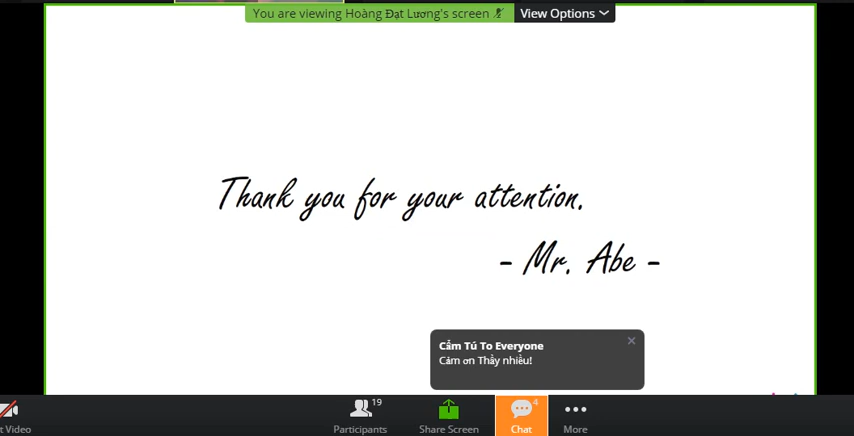 You are viewing Hoàng Đạt Lương's screen
View Options
Thank you for your attention.
- Mr. Abe -
Cẩm Tú To Everyone
Cảm ơn Thầy nhiều!
t Video
19
Participants
Share Screen
4
Chat
More